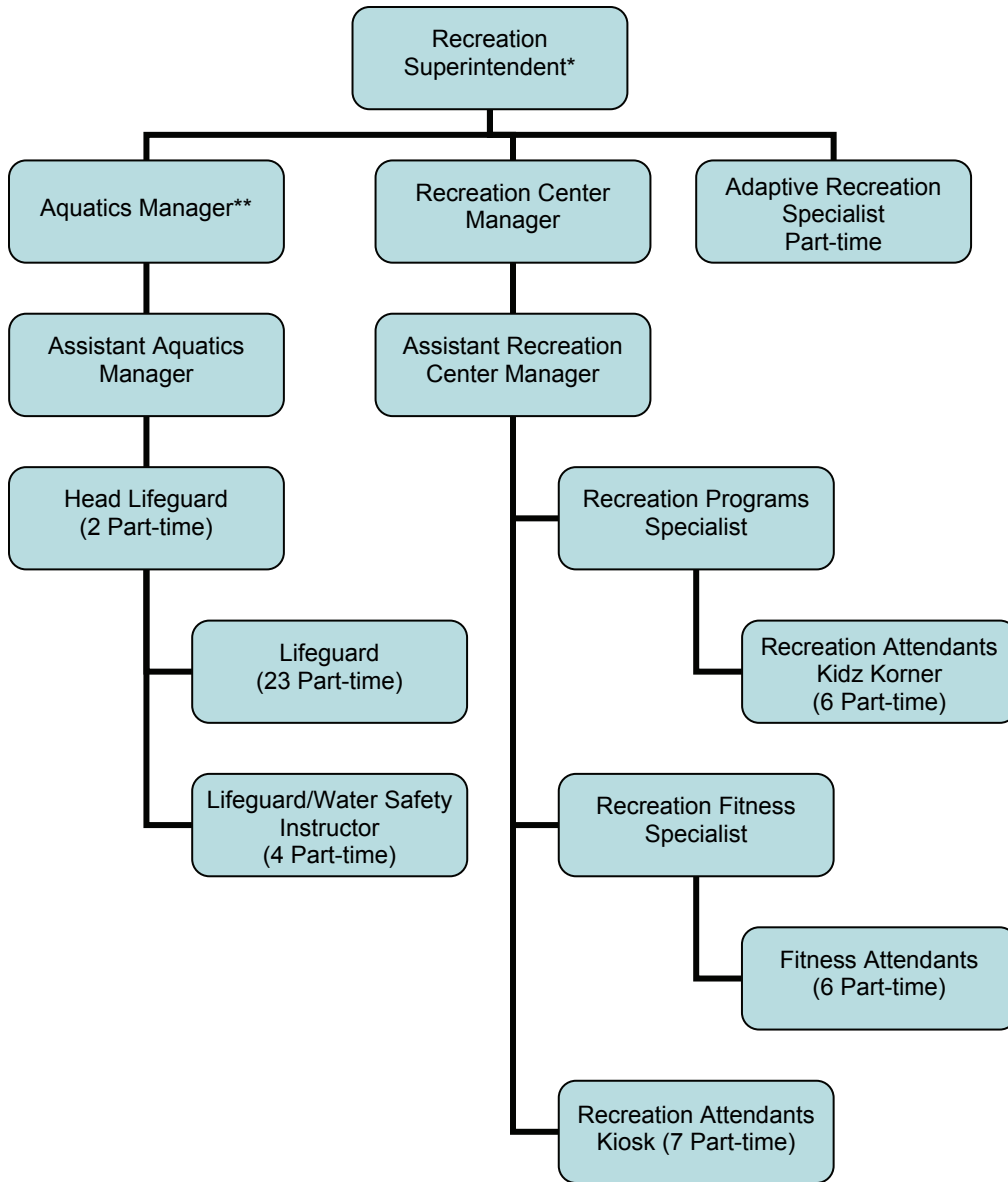 Recreation
Superintendent*
Aquatics Manager**
Recreation Center
Manager
Adaptive Recreation
Specialist
Part-time
Assistant Aquatics
Manager
Assistant Recreation
Center Manager
Head Lifeguard
(2 Part-time)
Recreation Programs
Specialist
Lifeguard
(23 Part-time)
Recreation Attendants
Kidz Korner
(6 Part-time)
Lifeguard/Water Safety
Instructor
(4 Part-time)
Recreation Fitness
Specialist
Fitness Attendants
(6 Part-time)
Recreation Attendants
Kiosk (7 Part-time)